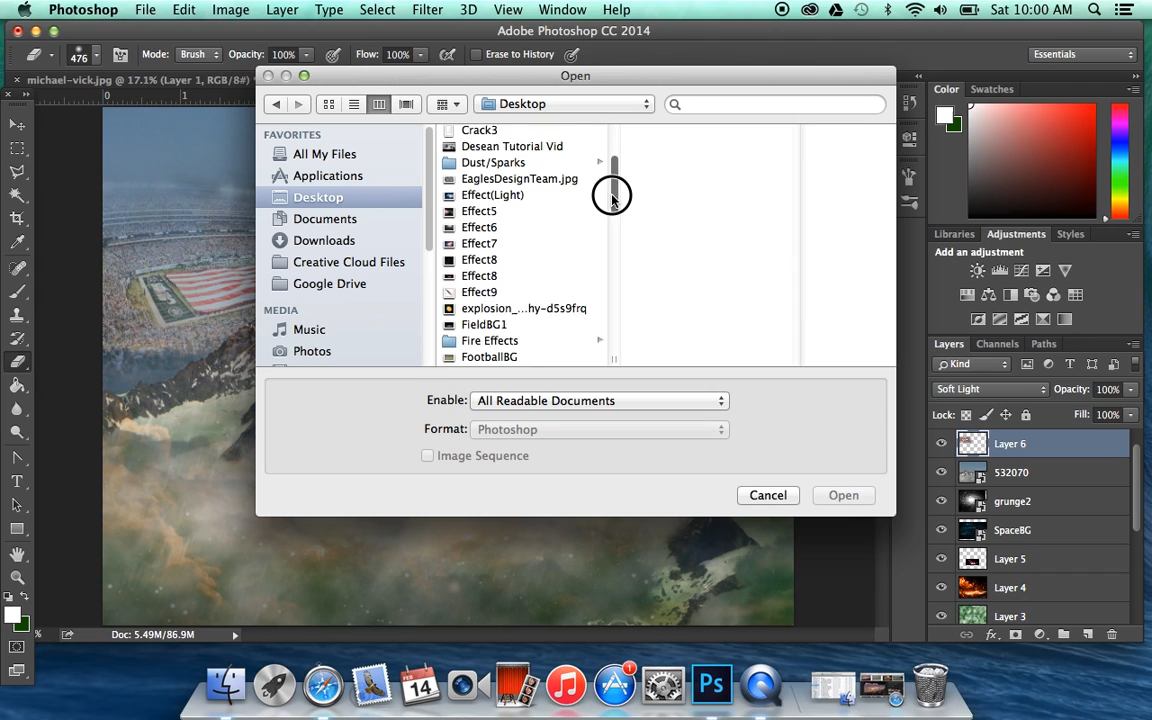 Photoshop File Edit Image Layer Type Select Filter 3D View Window Help Sat 10:00 AM
Adobe Photoshop CC 2014
476 Mode: Brush Opacity: 100% Flow: 100% Erase to History Essentials
michael-vick.jpg @ 17.1% (Layer 1, RGB/8#)
0 1
Open
Desktop
FAVORITES
All My Files
Applications
Desktop
Documents
Downloads
Creative Cloud Files
Google Drive
MEDIA
Music
Photos
Crack3
Desean Tutorial Vid
Dust/Sparks
EaglesDesignTeam.jpg
Effect(Light)
Effect5
Effect6
Effect7
Effect8
Effect8
Effect9
explosion_...hy-d5s9frq
FieldBG1
Fire Effects
FootballBG
Enable: All Readable Documents
Format: Photoshop
Image Sequence
Cancel Open
Color Swatches
Libraries Adjustments Styles
Add an adjustment
Layers Channels Paths
Kind
Soft Light Opacity: 100%
Lock: Fill: 100%
Layer 6
532070
grunge2
SpaceBG
Layer 5
Layer 4
Layer 3
% Doc: 5.49M/86.9M
FEB
14
1
Ps